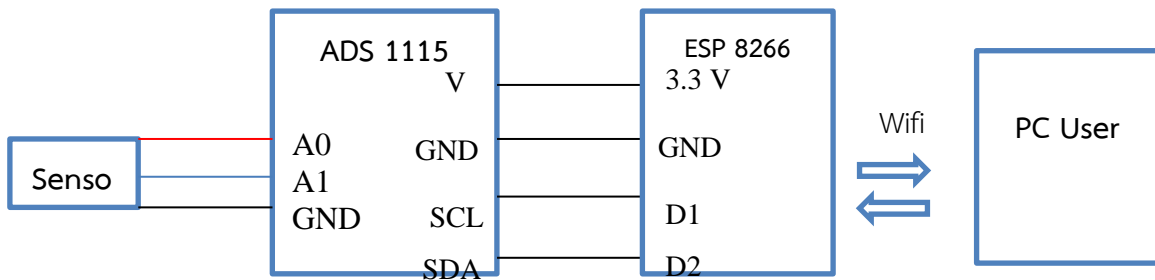 ADS 1115
V
A0
GND
A1
GND
SCL
SDA
Senso
ESP 8266
3.3 V
GND
D1
D2
Wifi
PC User